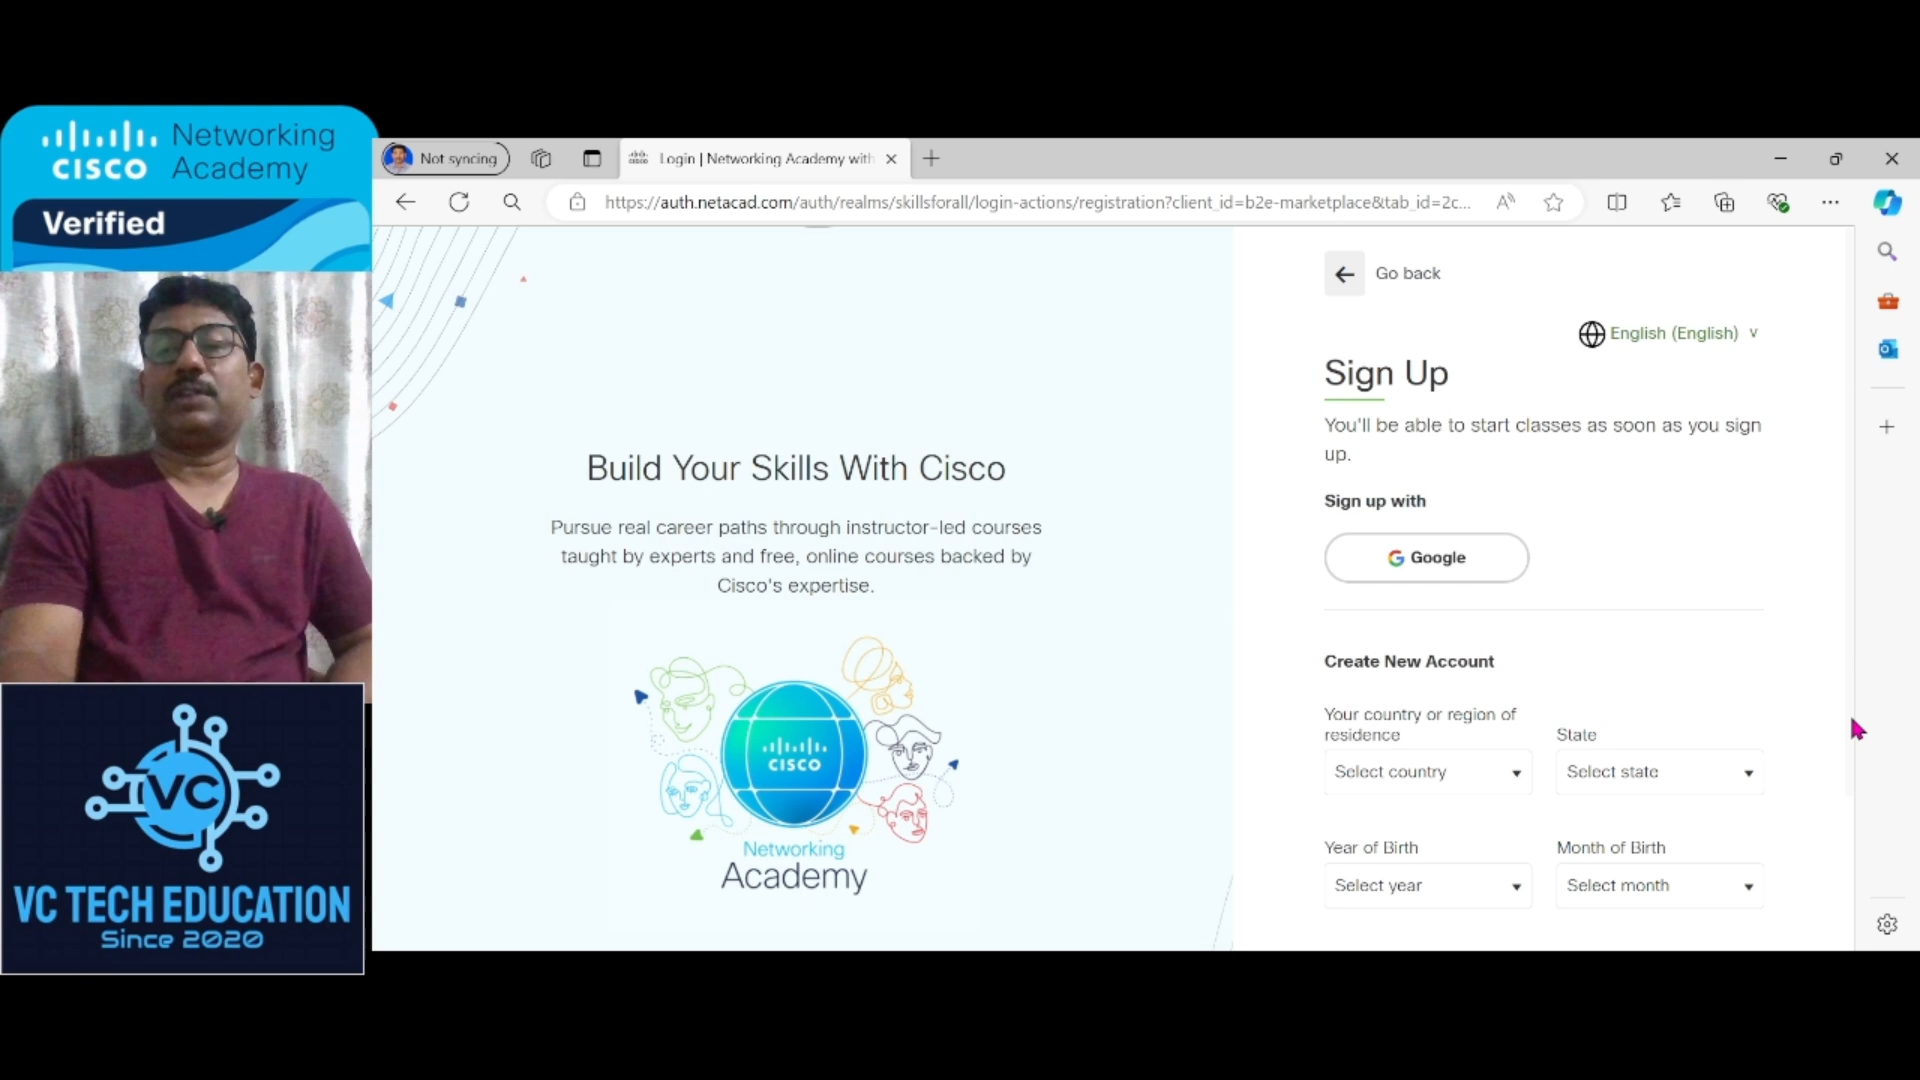 CISCO
Networking
Academy
Verified
VC
VC TECH EDUCATION
Since 2020
Not syncing
Login | Networking Academy with
https://auth.netacad.com/auth/realms/skillsforall/login-actions/registration?client_id=b2e-marketplace&tab_id=2c...
Build Your Skills With Cisco
Pursue real career paths through instructor-led courses
taught by experts and free, online courses backed by
Cisco's expertise.
CISCO
Networking
Academy
Go back
English (English)
Sign Up
You'll be able to start classes as soon as you sign
up.
Sign up with
Google
Create New Account
Your country or region of
residence
State
Select country
Select state
Year of Birth
Month of Birth
Select year
Select month